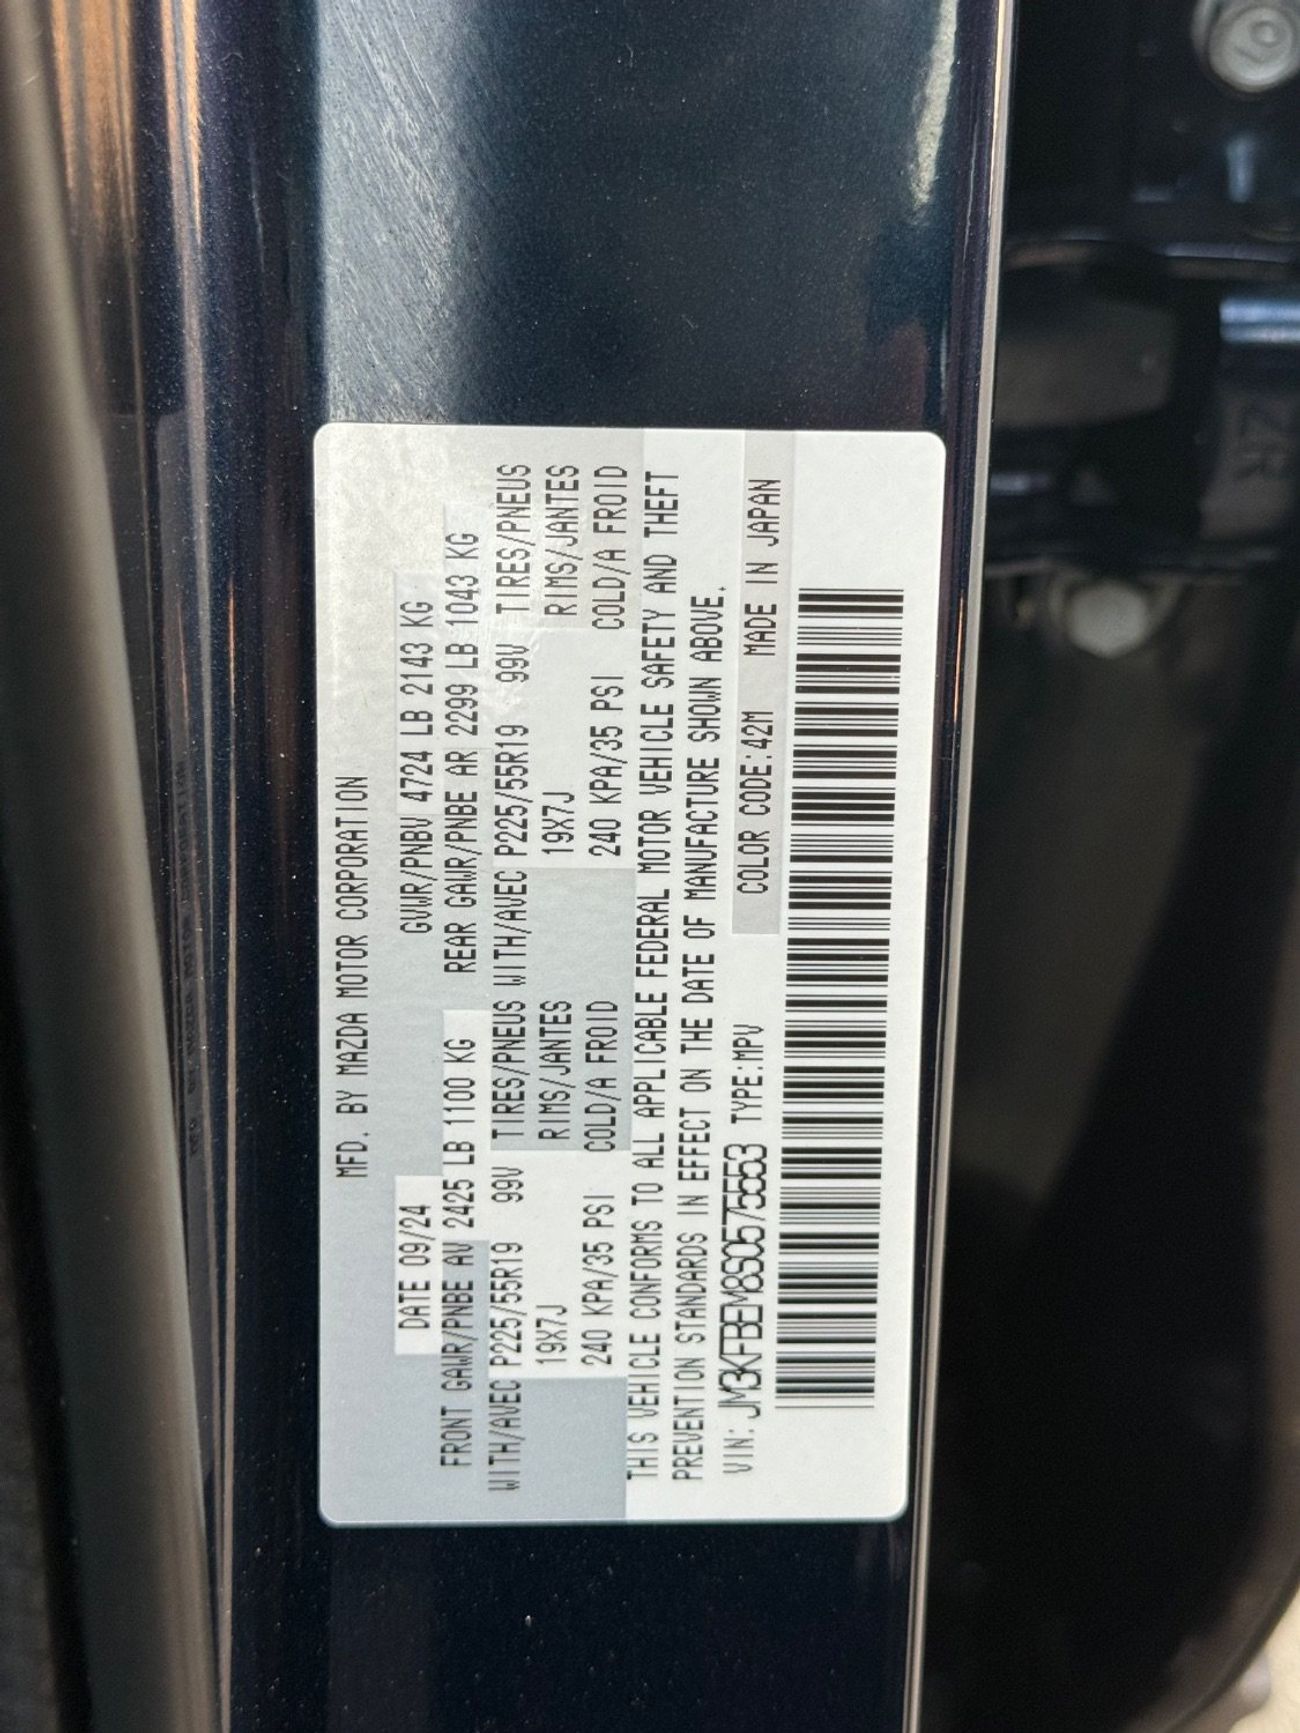 MFD. BY MAZDA MOTOR CORPORATION
DATE 09/24 GVWR/PNBV 4724 LB 2143 KG
FRONT GAWR/PNBE AV 2425 LB 1100 KG REAR GAWR/PNBE AR 2299 LB 1043 KG
WITH/AVEC P225/55R19 99V TIRES/PNEUS WITH/AVEC P225/55R19 99V TIRES/PNEUS
19X7J RIMS/JANTES 19X7J RIMS/JANTES
240 KPA/35 PSI COLD/A FROID 240 KPA/35 PSI COLD/A FROID
THIS VEHICLE CONFORMS TO ALL APPLICABLE FEDERAL MOTOR VEHICLE SAFETY AND THEFT
PREVENTION STANDARDS IN EFFECT ON THE DATE OF MANUFACTURE SHOWN ABOVE.
VIN: JM3KFBEM8S0575553 TYPE:MPV COLOR CODE:42M MADE IN JAPAN